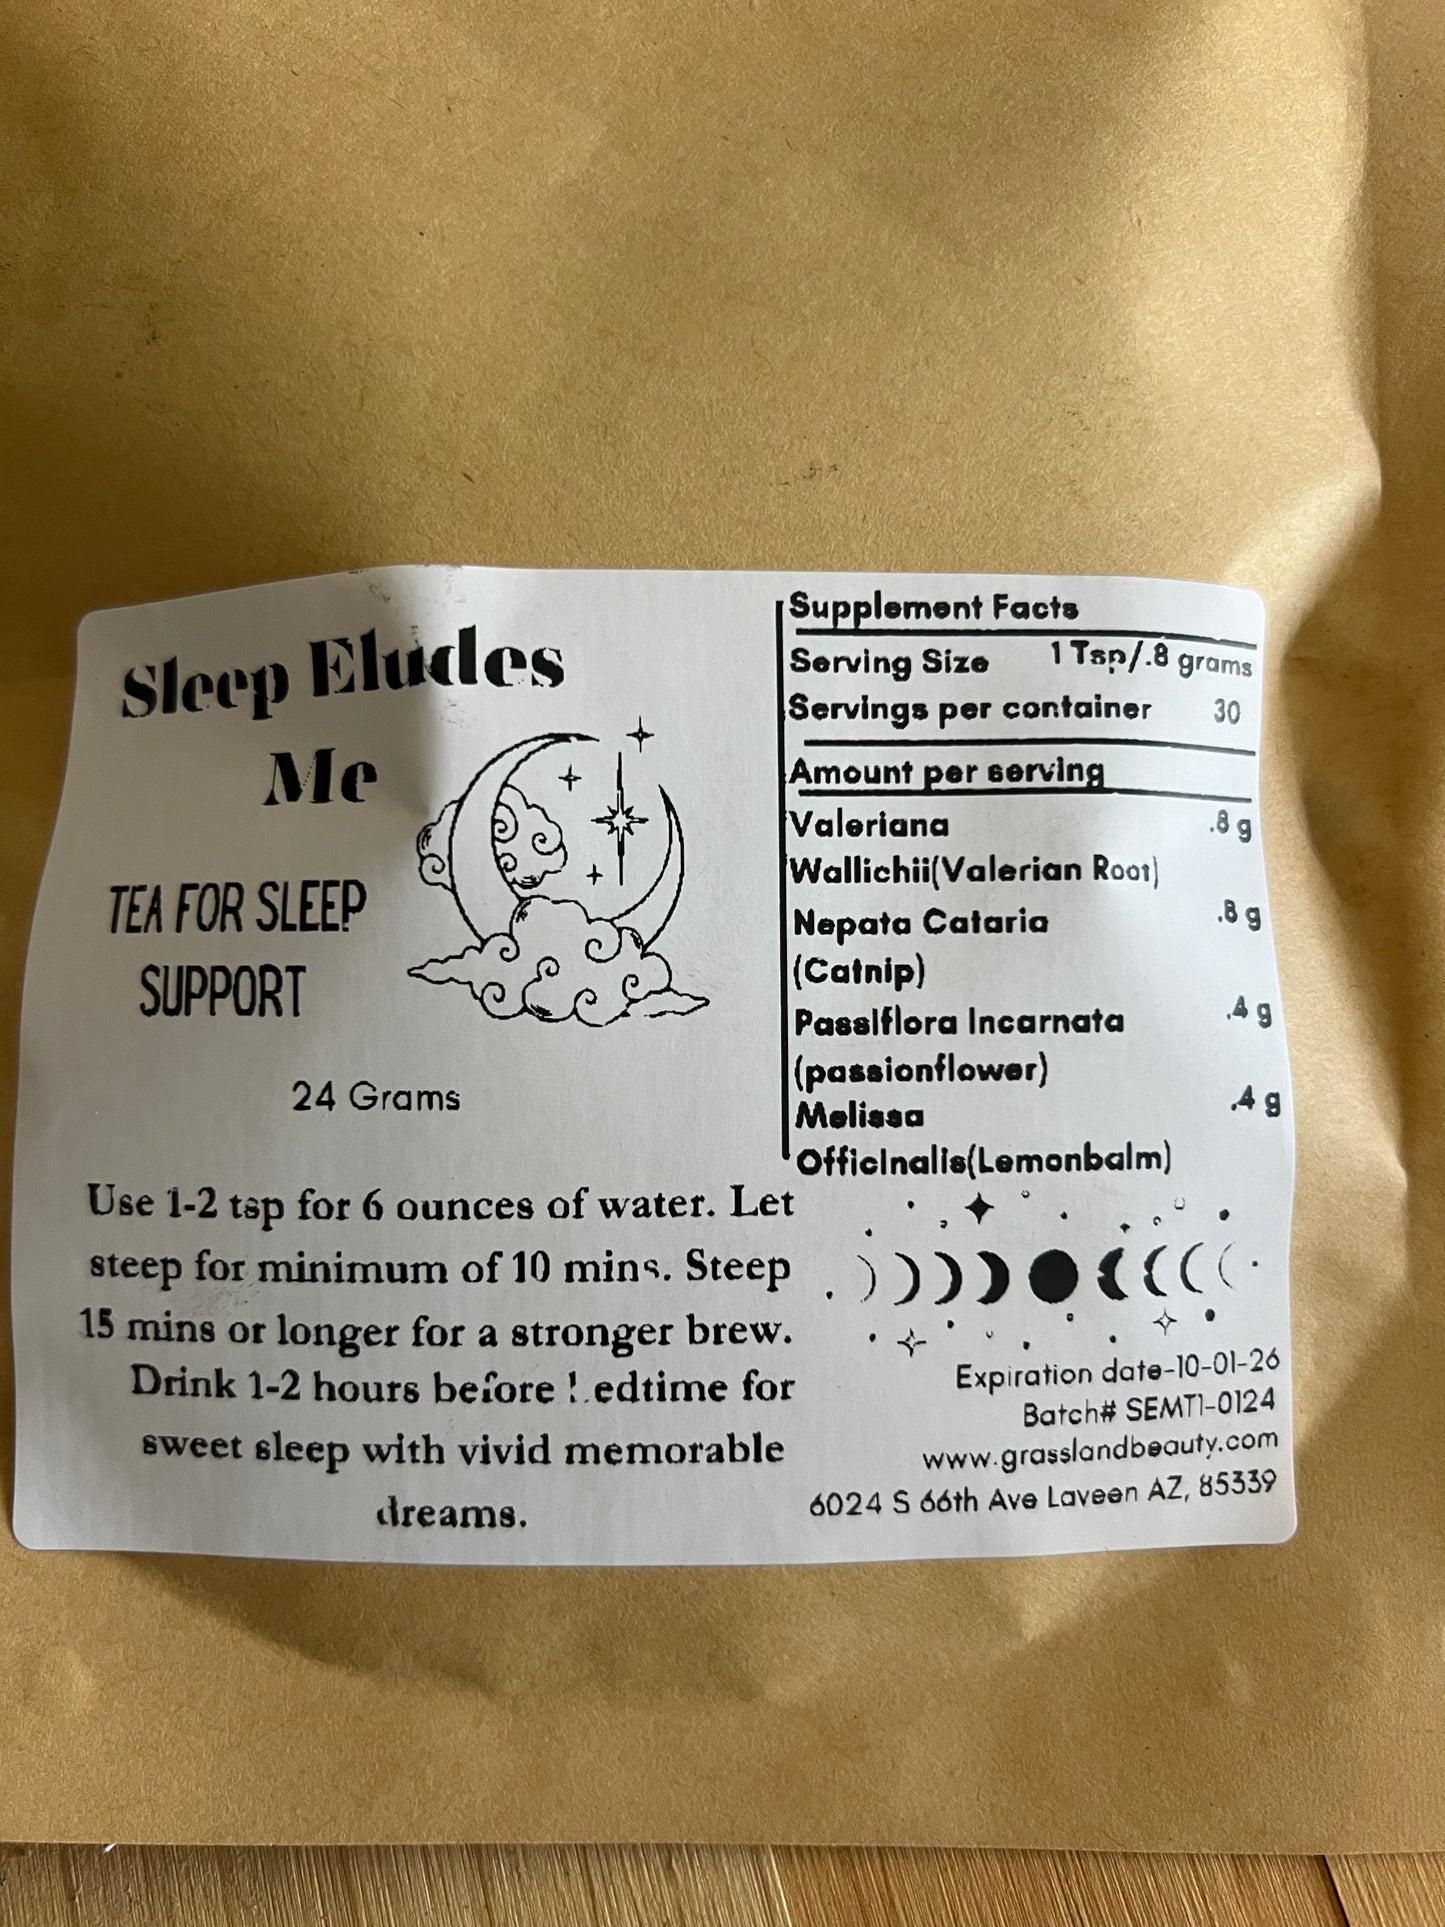 Sleep Eludes
Me
TEA FOR SLEEP
SUPPORT
24 Grams
Use 1-2 tsp for 6 ounces of water. Let
steep for minimum of 10 mins. Steep
15 mins or longer for a stronger brew.
Drink 1-2 hours before bedtime for
sweet sleep with vivid memorable
dreams.
Supplement Facts
Serving Size 1 Tsp/.8 grams
Servings per container 30
Amount per serving
Valeriana .8 g
Wallichii(Valerian Root)
Nepata Cataria .8 g
(Catnip)
Passiflora Incarnata .4 g
(passionflower)
Melissa .4 g
Officinalis(Lemonbalm)
Expiration date-10-01-26
Batch# SEMT1-0124
www.grasslandbeauty.com
6024 S 66th Ave Laveen AZ, 85339